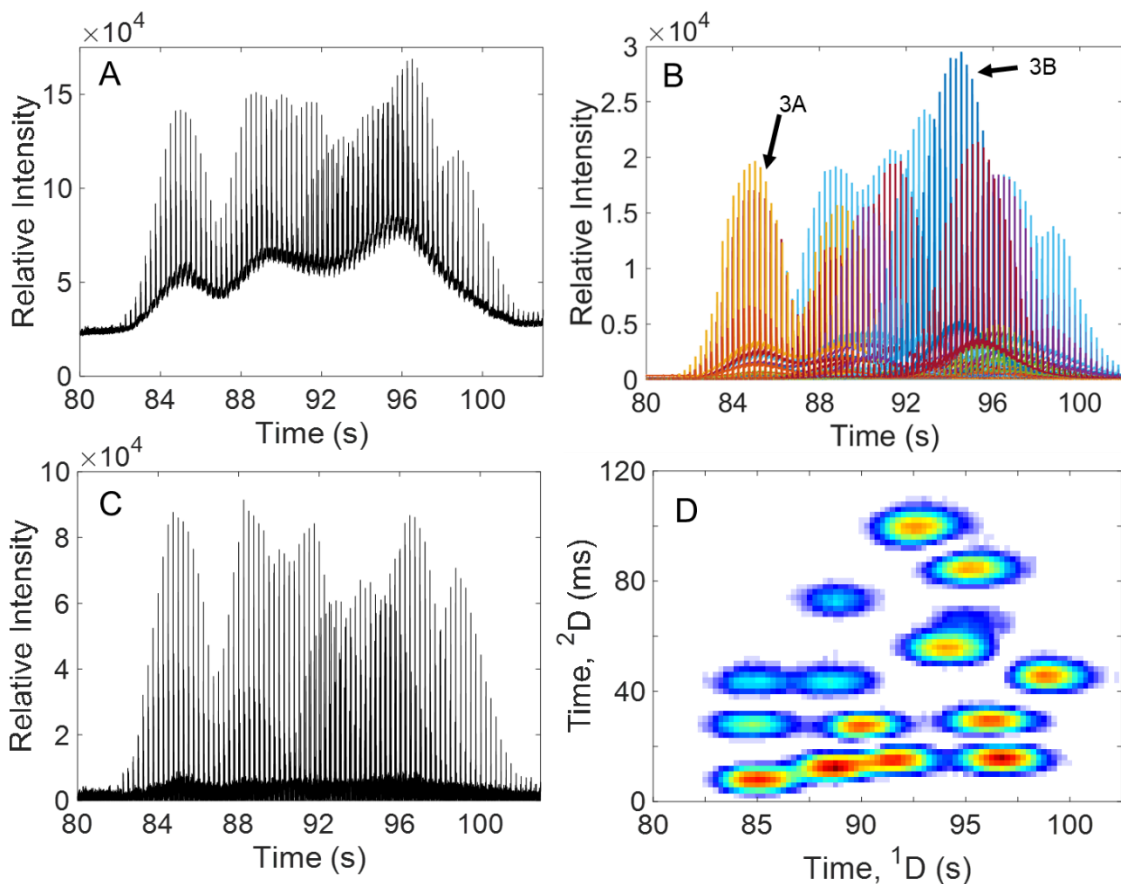 ×10⁴
A
Relative Intensity
15
10
5
0
80 84 88 92 96 100
Time (s)
×10⁴
B
3A
3B
Relative Intensity
3
2.5
2
1.5
1
0.5
0
80 85 88 92 96 100
Time (s)
×10⁴
C
Relative Intensity
10
8
6
4
2
0
80 84 88 92 96 100
Time (s)
D
Time, ²D (ms)
120
80
40
0
80 85 90 95 100
Time, ¹D (s)